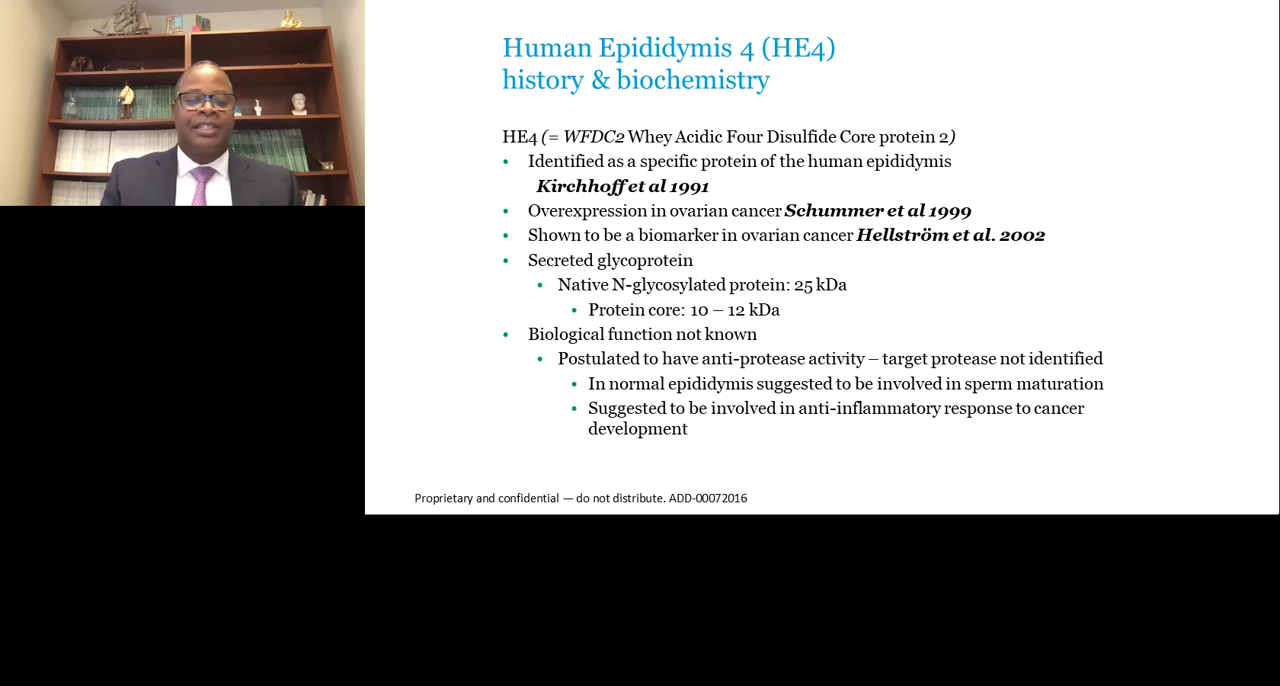 Human Epididymis 4 (HE4)
history & biochemistry
HE4 (= WFDC2 Whey Acidic Four Disulfide Core protein 2)
• Identified as a specific protein of the human epididymis
Kirchhoff et al 1991
• Overexpression in ovarian cancer Schummer et al 1999
• Shown to be a biomarker in ovarian cancer Hellström et al. 2002
• Secreted glycoprotein
• Native N-glycosylated protein: 25 kDa
• Protein core: 10 – 12 kDa
• Biological function not known
• Postulated to have anti-protease activity – target protease not identified
• In normal epididymis suggested to be involved in sperm maturation
• Suggested to be involved in anti-inflammatory response to cancer
development
Proprietary and confidential — do not distribute. ADD-00072016